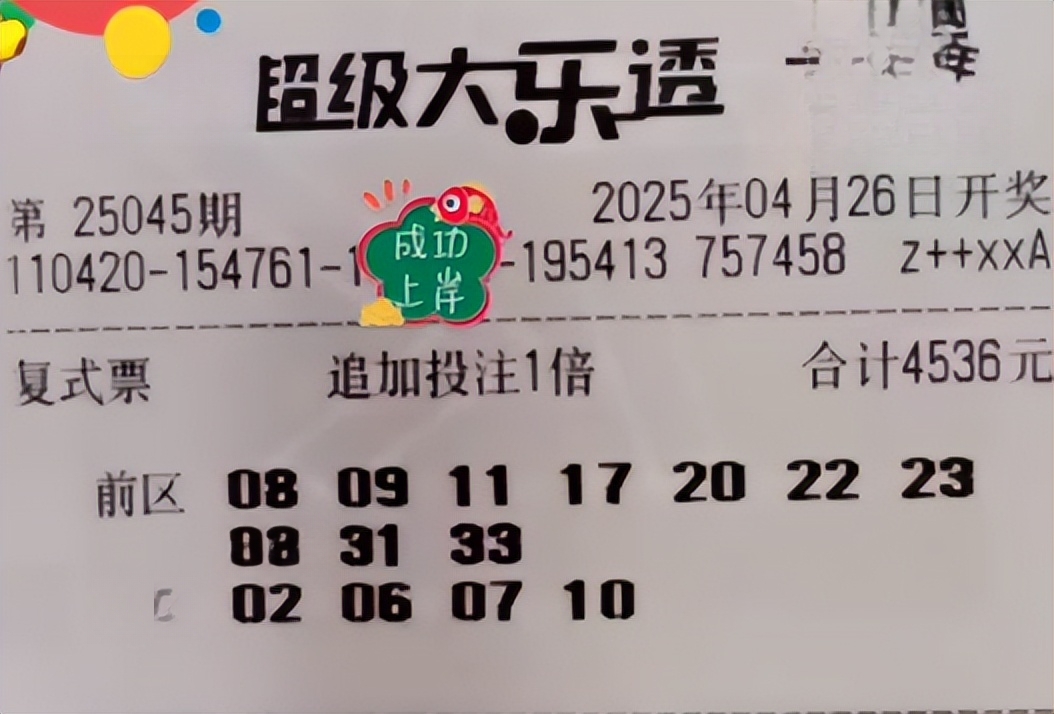 超级大乐透
第 25045期
2025年04月26日开奖
110420-154761-1
成功
上岸
-195413 757458 z++xxA
复式票 追加投注1倍 合计4536元
前区 08 09 11 17 20 22 23
08 31 33
02 06 07 10